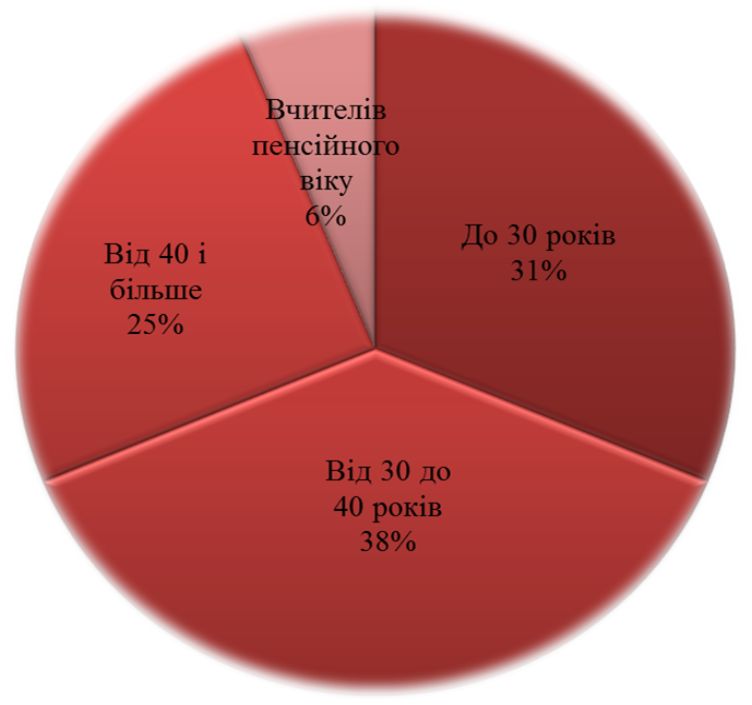 Вчителів
пенсійного
віку
6%
До 30 років
31%
Від 40 і
більше
25%
Від 30 до
40 років
38%